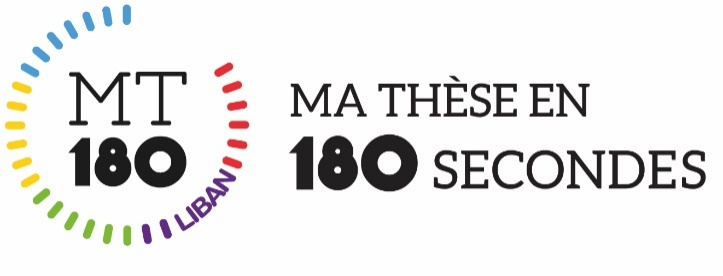 MT
180
LIBAN
MA THÈSE EN
180 SECONDES